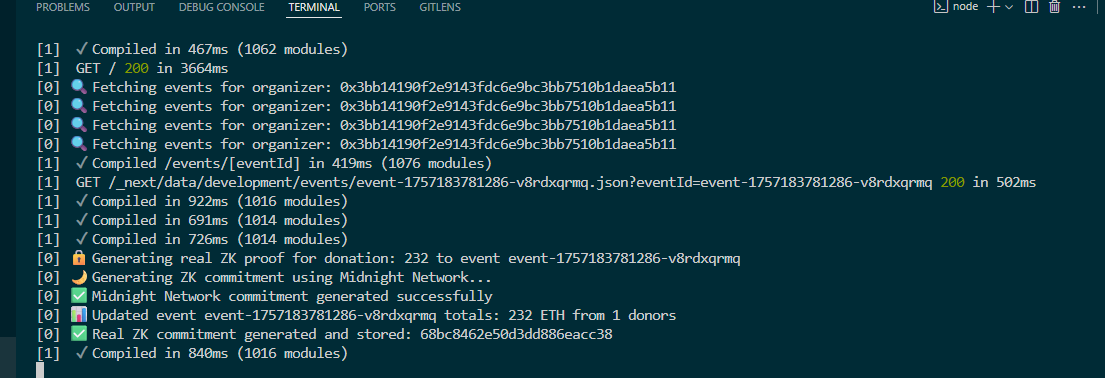 PROBLEMS OUTPUT DEBUG CONSOLE TERMINAL PORTS GITLENS node
[1] ✓ Compiled in 467ms (1062 modules)
[1] GET / 200 in 3664ms
[0] 🔍 Fetching events for organizer: 0x3bb14190f2e9143fdc6e9bc3bb7510b1daea5b11
[0] 🔍 Fetching events for organizer: 0x3bb14190f2e9143fdc6e9bc3bb7510b1daea5b11
[0] 🔍 Fetching events for organizer: 0x3bb14190f2e9143fdc6e9bc3bb7510b1daea5b11
[0] 🔍 Fetching events for organizer: 0x3bb14190f2e9143fdc6e9bc3bb7510b1daea5b11
[1] ✓ Compiled /events/[eventId] in 419ms (1076 modules)
[1] GET /_next/data/development/events/event-1757183781286-v8rdxqrmq.json?eventId=event-1757183781286-v8rdxqrmq 200 in 502ms
[1] ✓ Compiled in 922ms (1016 modules)
[1] ✓ Compiled in 691ms (1014 modules)
[1] ✓ Compiled in 726ms (1014 modules)
[0] 🔒 Generating real ZK proof for donation: 232 to event event-1757183781286-v8rdxqrmq
[0] 🌙 Generating ZK commitment using Midnight Network...
[0] ✅ Midnight Network commitment generated successfully
[0] 📊 Updated event event-1757183781286-v8rdxqrmq totals: 232 ETH from 1 donors
[0] ✅ Real ZK commitment generated and stored: 68bc8462e50d3dd886eacc38
[1] ✓ Compiled in 840ms (1016 modules)